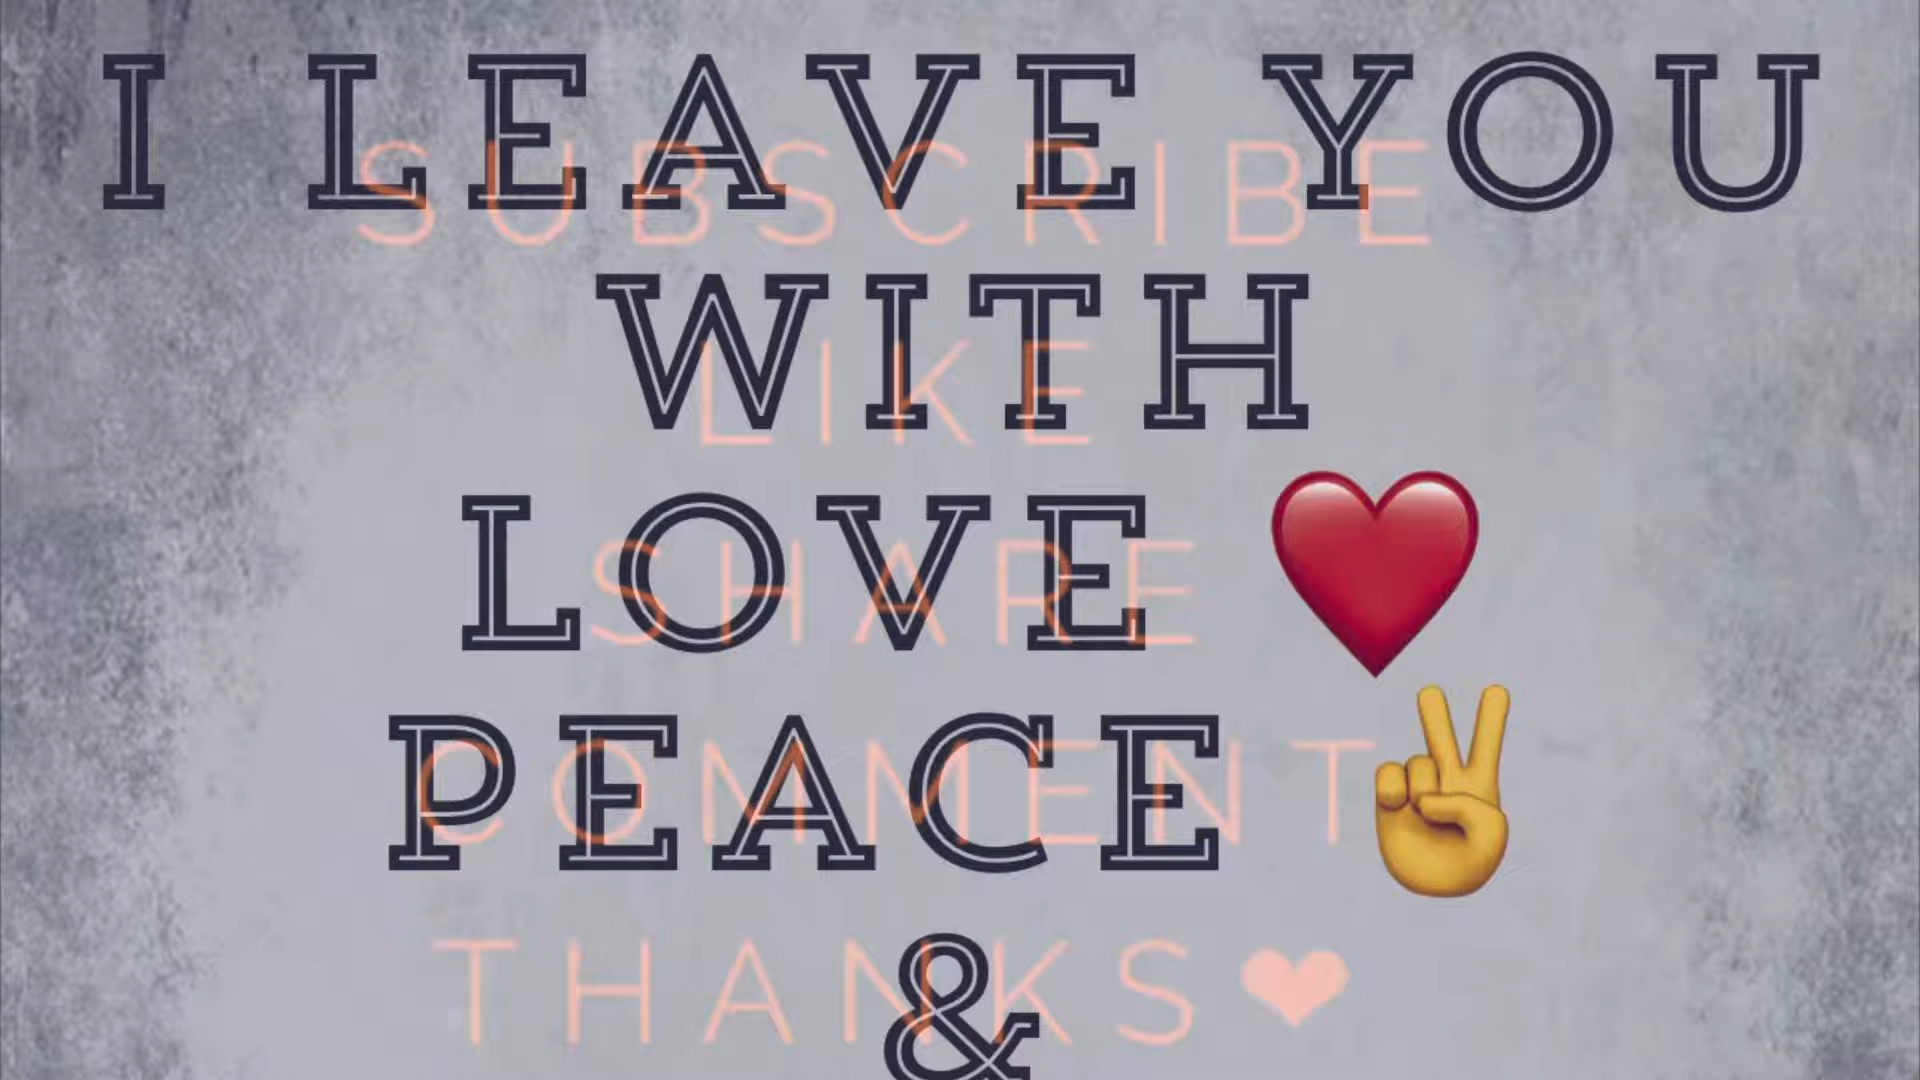 I LEAVE YOU
SUBSCRIBE
WITH
LIKE
LOVE ❤️
SHARE
PEACE ✌️
COMMENT
&
THANKS❤